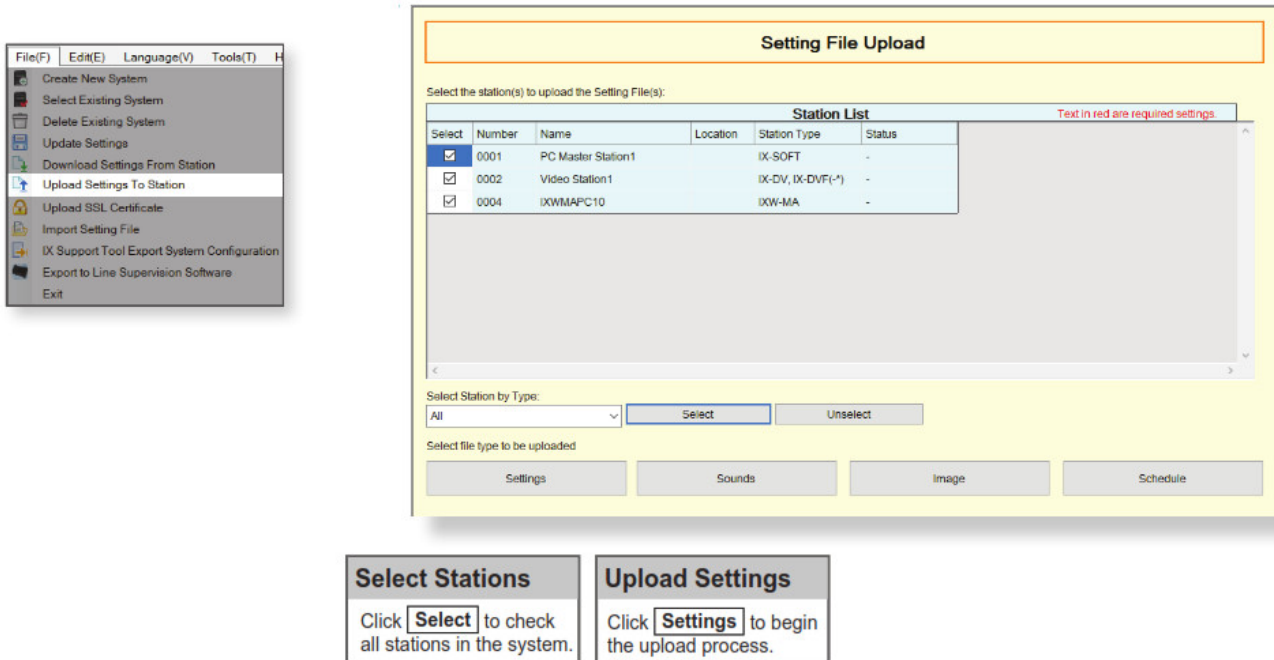 File(F) Edit(E) Language(V) Tools(T) H
Create New System
Select Existing System
Delete Existing System
Update Settings
Download Settings From Station
Upload Settings To Station
Upload SSL Certificate
Import Setting File
IX Support Tool Export System Configuration
Export to Line Supervision Software
Exit
Setting File Upload
Select the station(s) to upload the Setting File(s):
Station List Text in red are required settings.
Select Number Name Location Station Type Status
0001 PC Master Station1 IX-SOFT -
0002 Video Station1 IX-DV, IX-DVF(-*) -
0004 IXWMAPC10 IXW-MA -
Select Station by Type:
All Select Unselect
Select file type to be uploaded
Settings Sounds Image Schedule
Select Stations
Click Select to check
all stations in the system.
Upload Settings
Click Settings to begin
the upload process.